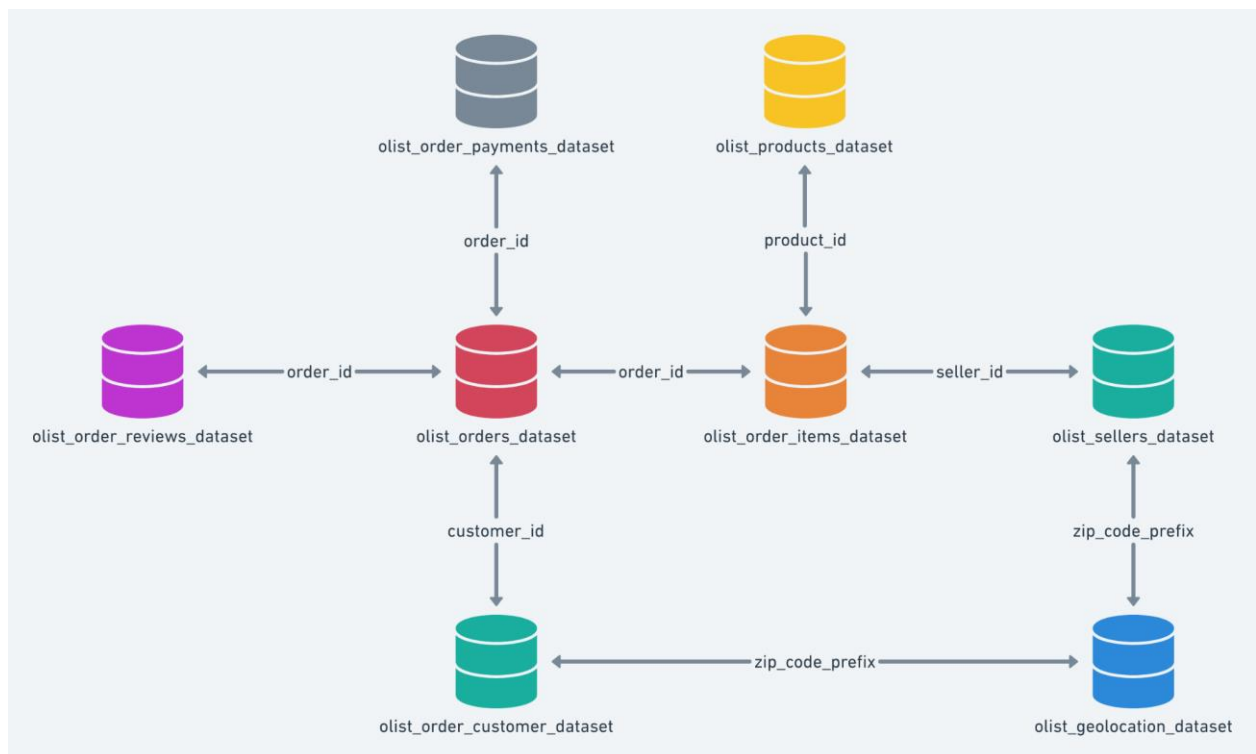 olist_order_payments_dataset
olist_products_dataset
order_id
product_id
order_id
order_id
seller_id
olist_order_reviews_dataset
olist_orders_dataset
olist_order_items_dataset
olist_sellers_dataset
customer_id
zip_code_prefix
zip_code_prefix
olist_order_customer_dataset
olist_geolocation_dataset